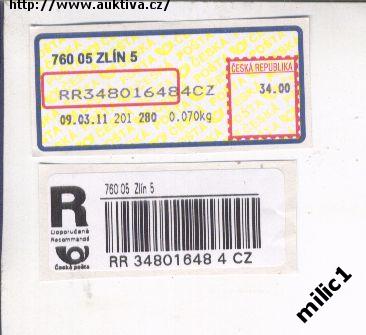 http://www.auktiva.cz/
760 05 ZLÍN 5
ČESKÁ REPUBLIKA
RR348016484CZ
34.00
09.03.11 201 280 0.070kg
760 05 Zlín 5
R
Doporučeně
Recommandé
Česká pošta
RR 34801648 4 CZ
milic1